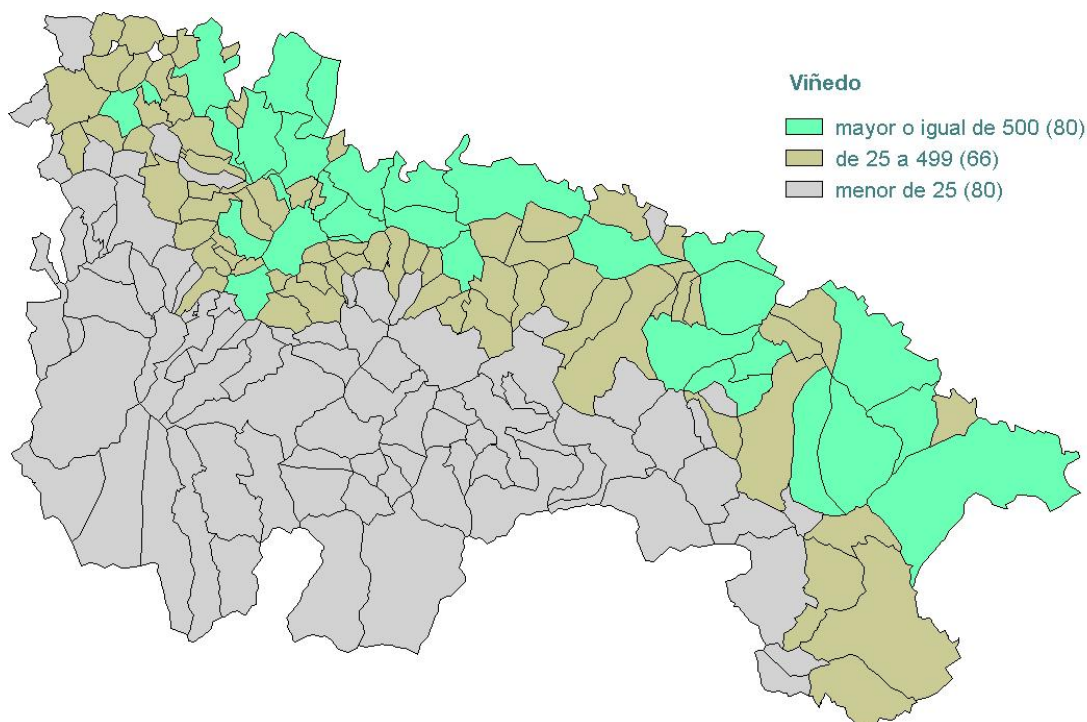 Viñedo
mayor o igual de 500 (80)
de 25 a 499 (66)
menor de 25 (80)